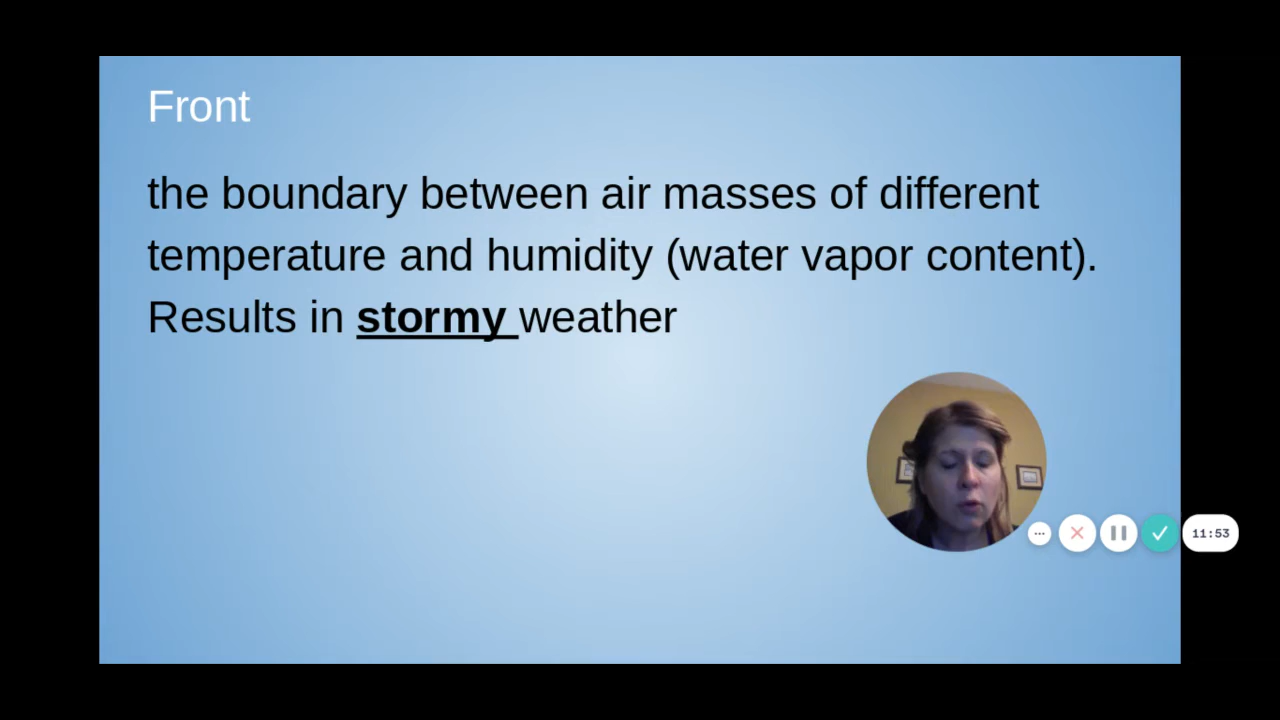 Front
the boundary between air masses of different
temperature and humidity (water vapor content).
Results in stormy weather
11:53